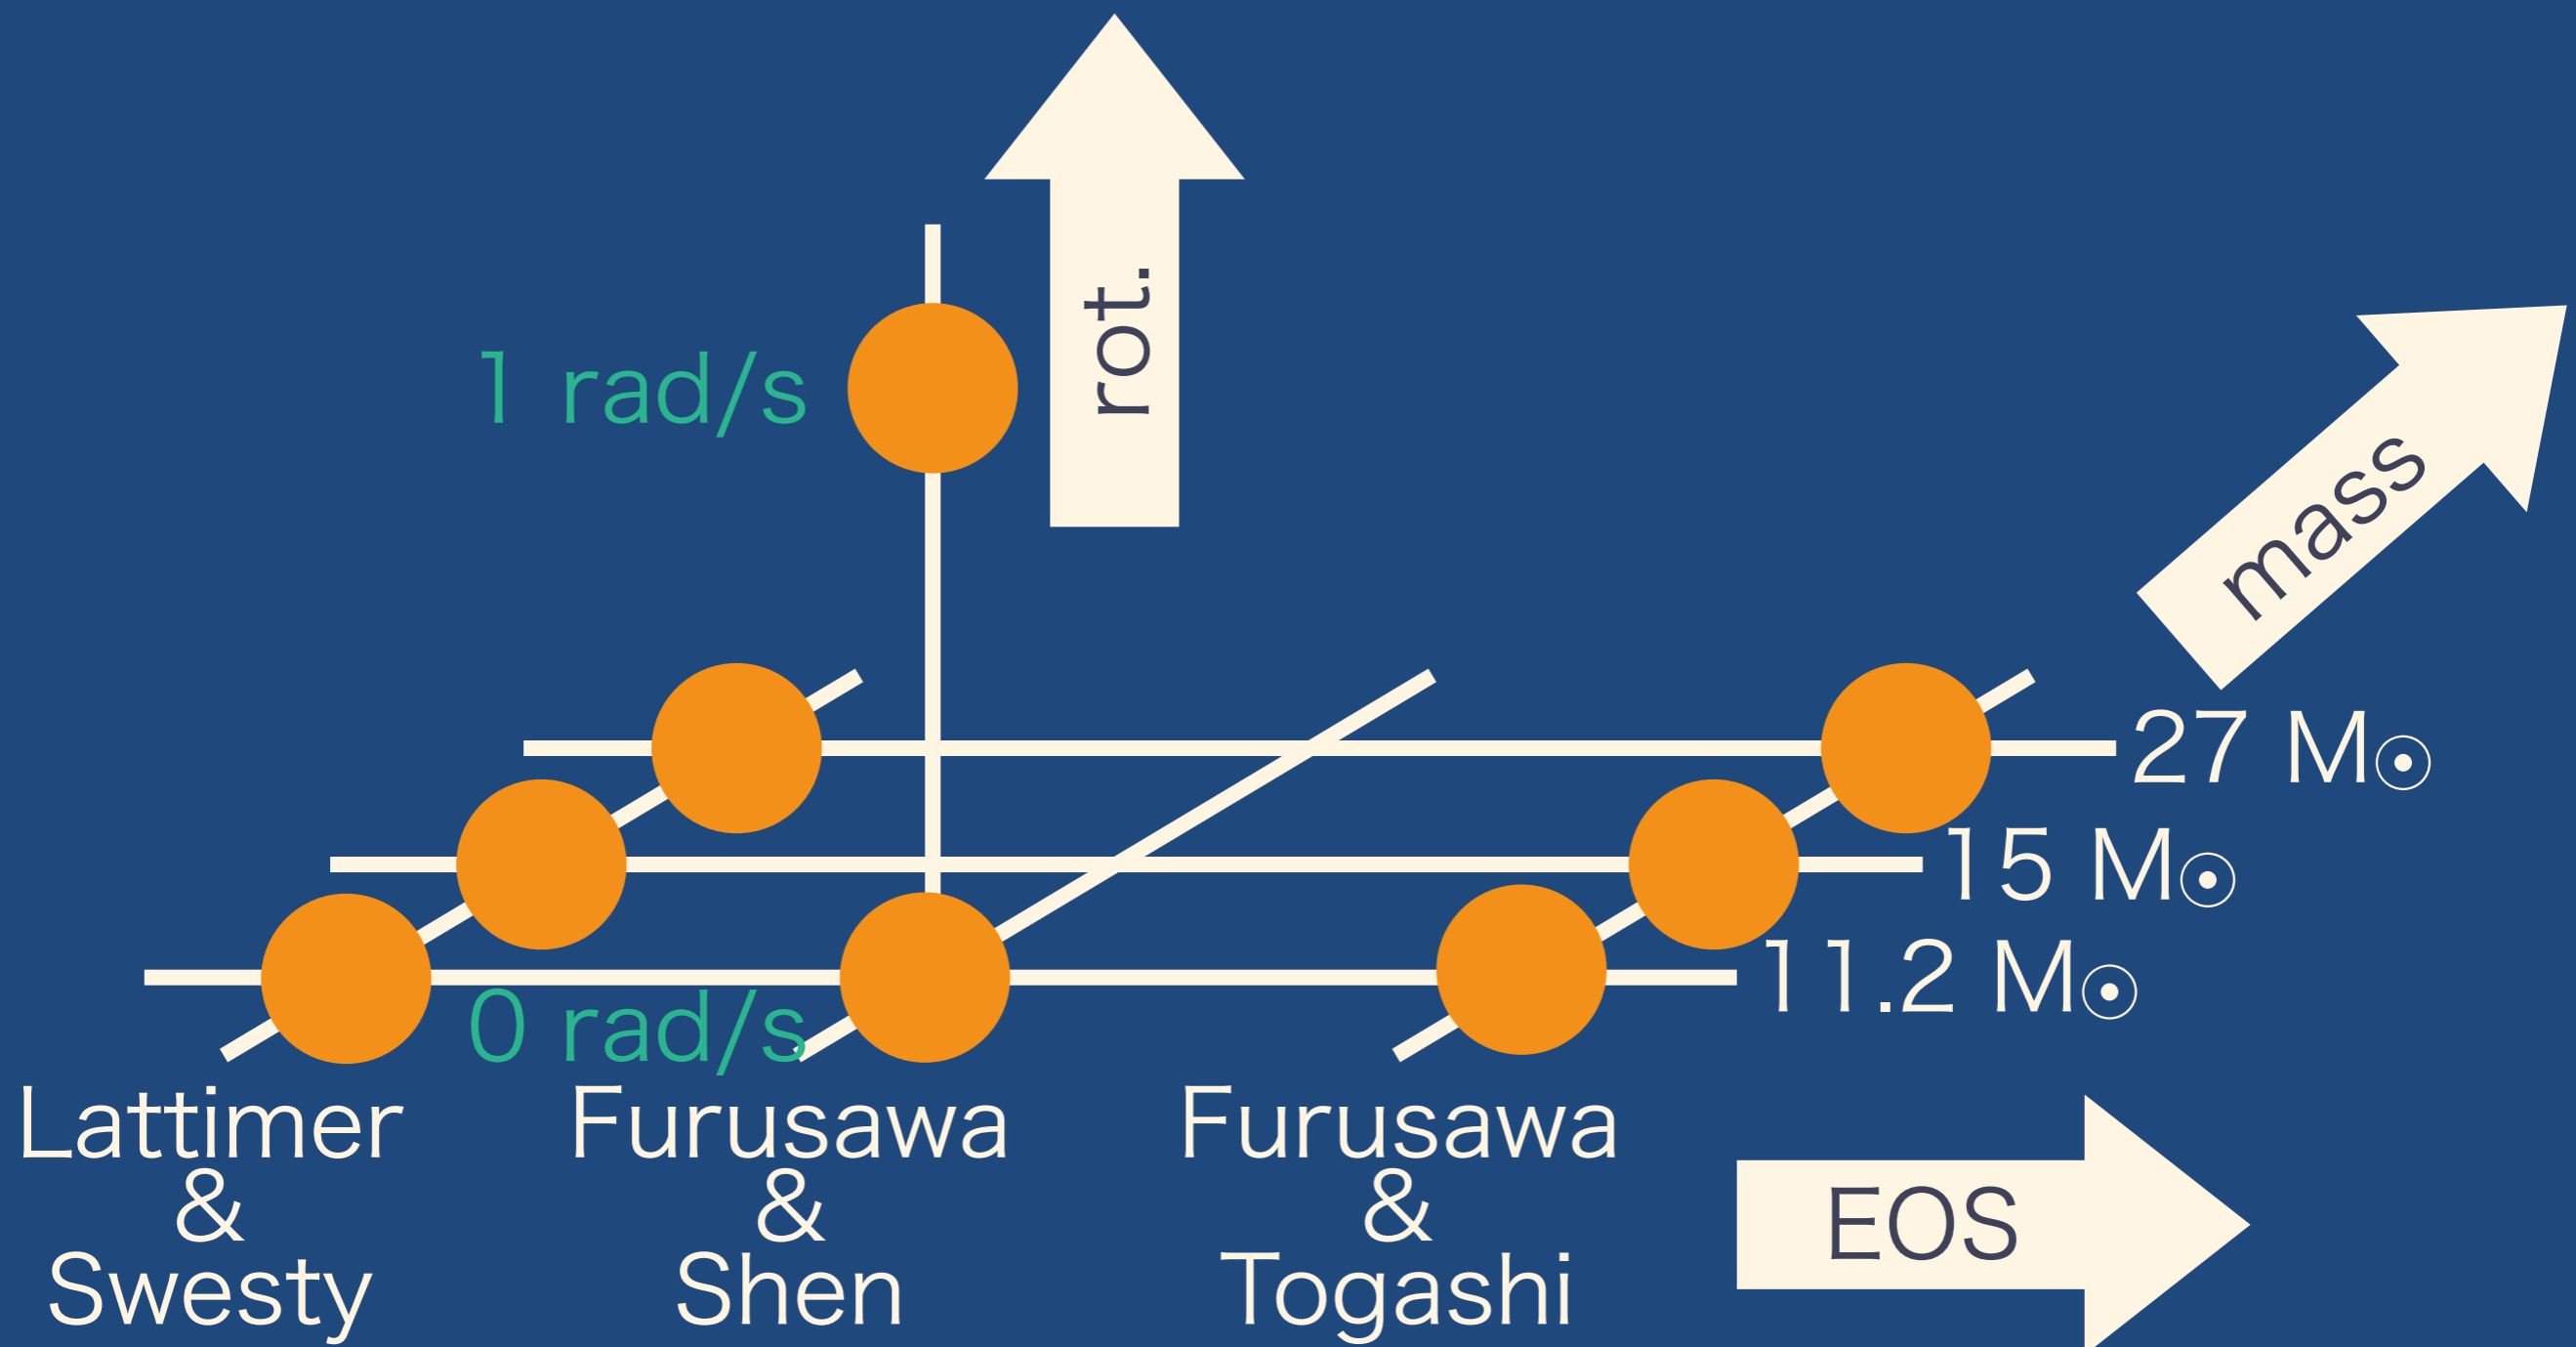 rot.
1 rad/s
mass
27 M☉
15 M☉
11.2 M☉
0 rad/s
Lattimer
&
Swesty
Furusawa
&
Shen
Furusawa
&
Togashi
EOS